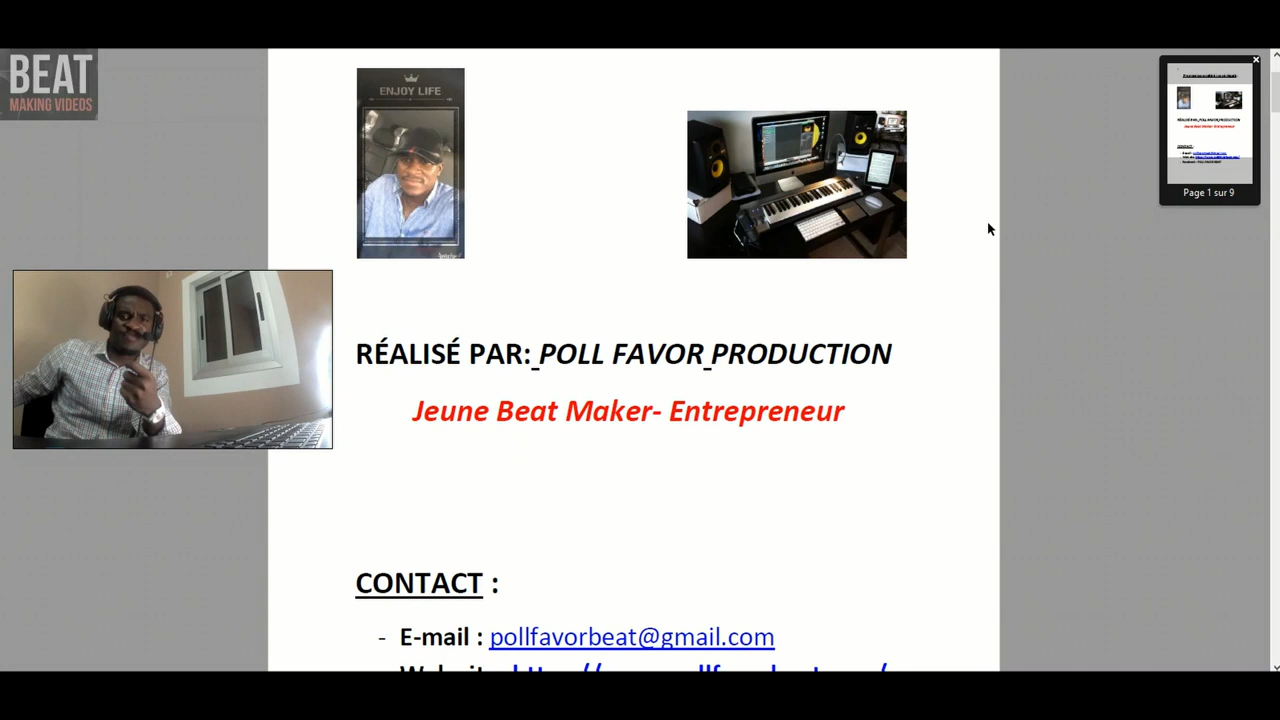 BEAT
MAKING VIDEOS
ENJOY LIFE
RÉALISÉ PAR: POLL FAVOR PRODUCTION
Jeune Beat Maker- Entrepreneur
CONTACT :
- E-mail : pollfavorbeat@gmail.com
Page 1 sur 9